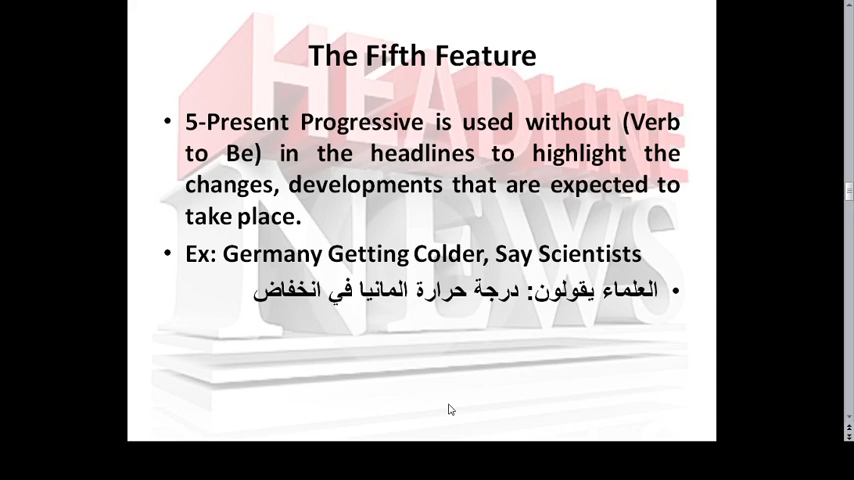 The Fifth Feature
• 5-Present Progressive is used without (Verb
to Be) in the headlines to highlight the
changes, developments that are expected to
take place.
• Ex: Germany Getting Colder, Say Scientists
• العلماء يقولون: درجة حرارة المانيا في انخفاض
HEADLINE
NEWS